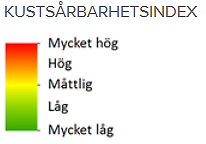 KUSTSÅRBARHETSINDEX
Mycket hög
Hög
Måttlig
Låg
Mycket låg